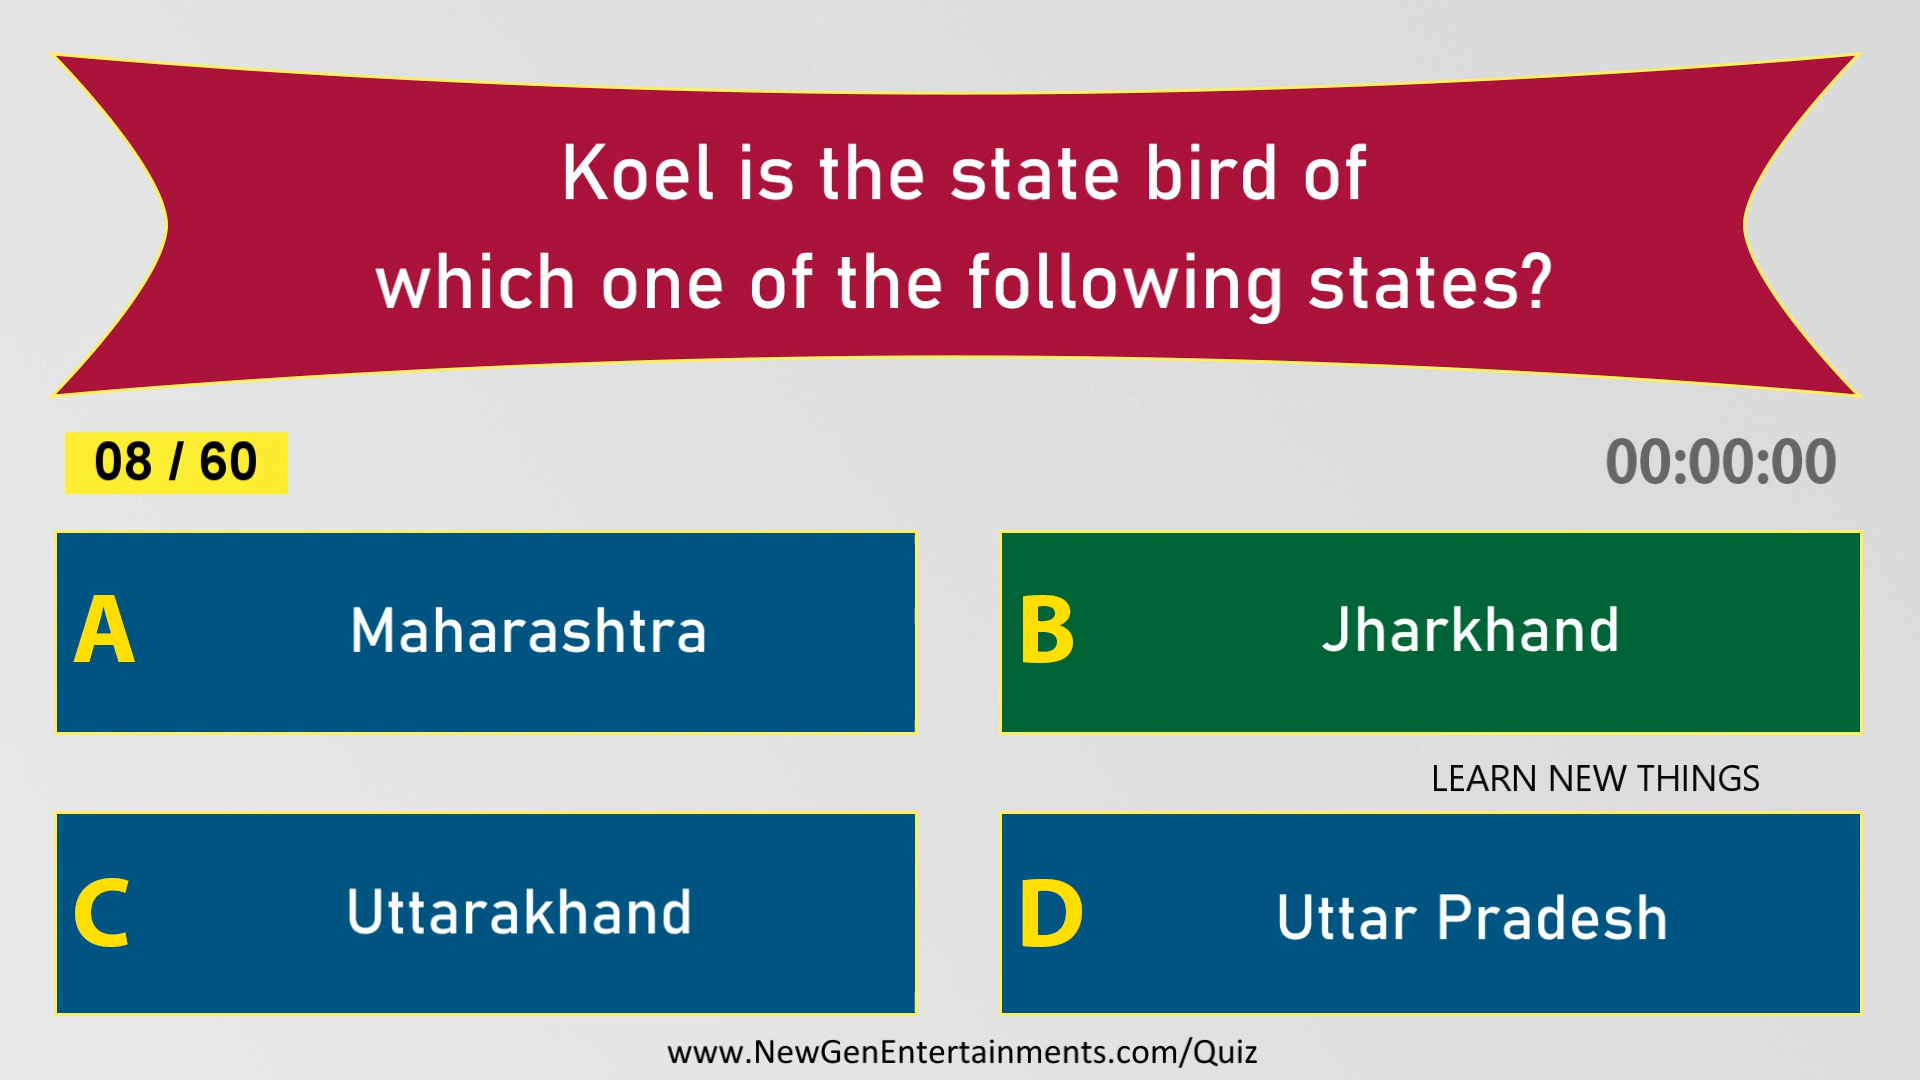 Koel is the state bird of
which one of the following states?
08 / 60
00:00:00
A
Maharashtra
B
Jharkhand
LEARN NEW THINGS
C
Uttarakhand
D
Uttar Pradesh
www.NewGenEntertainments.com/Quiz